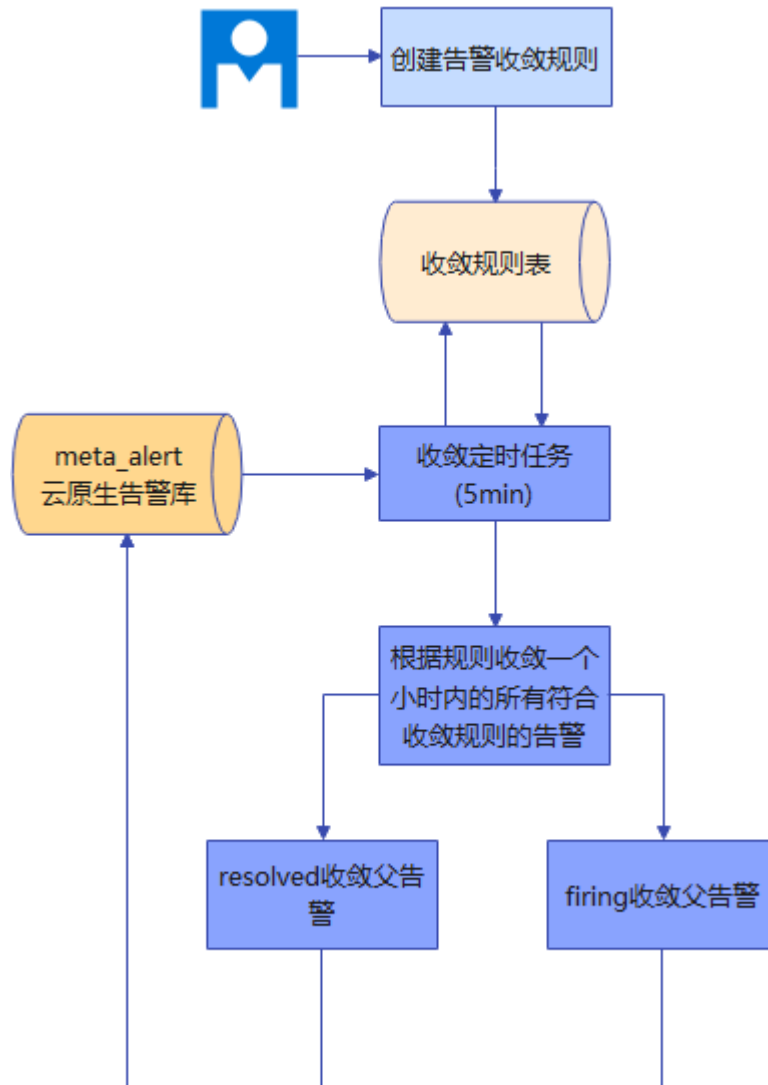 创建告警收敛规则
收敛规则表
meta_alert
云原生告警库
收敛定时任务
(5min)
根据规则收敛一个
小时内的所有符合
收敛规则的告警
resolved收敛父告
警
firing收敛父告警